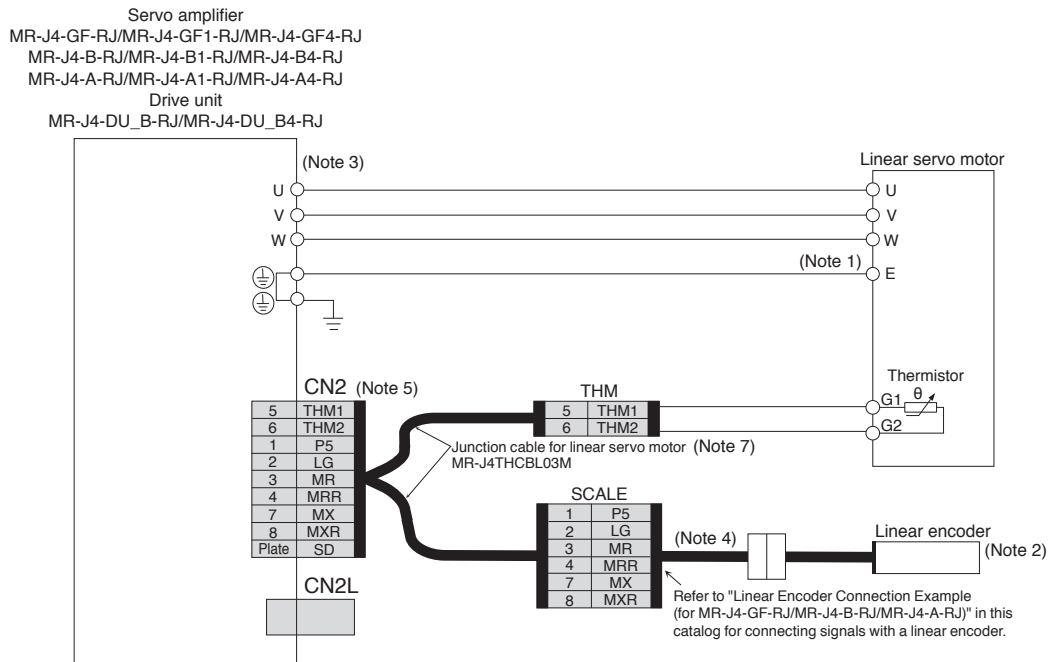 Servo amplifier
MR-J4-GF-RJ/MR-J4-GF1-RJ/MR-J4-GF4-RJ
MR-J4-B-RJ/MR-J4-B1-RJ/MR-J4-B4-RJ
MR-J4-A-RJ/MR-J4-A1-RJ/MR-J4-A4-RJ
Drive unit
MR-J4-DU_B-RJ/MR-J4-DU_B4-RJ
(Note 3)
Linear servo motor
U U
V V
W W
(Note 1)
E
CN2 (Note 5)
5 THM1
6 THM2
1 P5
2 LG
3 MR
4 MRR
7 MX
8 MXR
Plate SD
CN2L
THM
5 THM1
6 THM2
Thermistor
G1 θ
G2
Junction cable for linear servo motor (Note 7)
MR-J4THCBL03M
SCALE
1 P5
2 LG
3 MR
4 MRR
7 MX
8 MXR
(Note 4)
Linear encoder
(Note 2)
Refer to "Linear Encoder Connection Example
(for MR-J4-GF-RJ/MR-J4-B-RJ/MR-J4-A-RJ)" in this
catalog for connecting signals with a linear encoder.